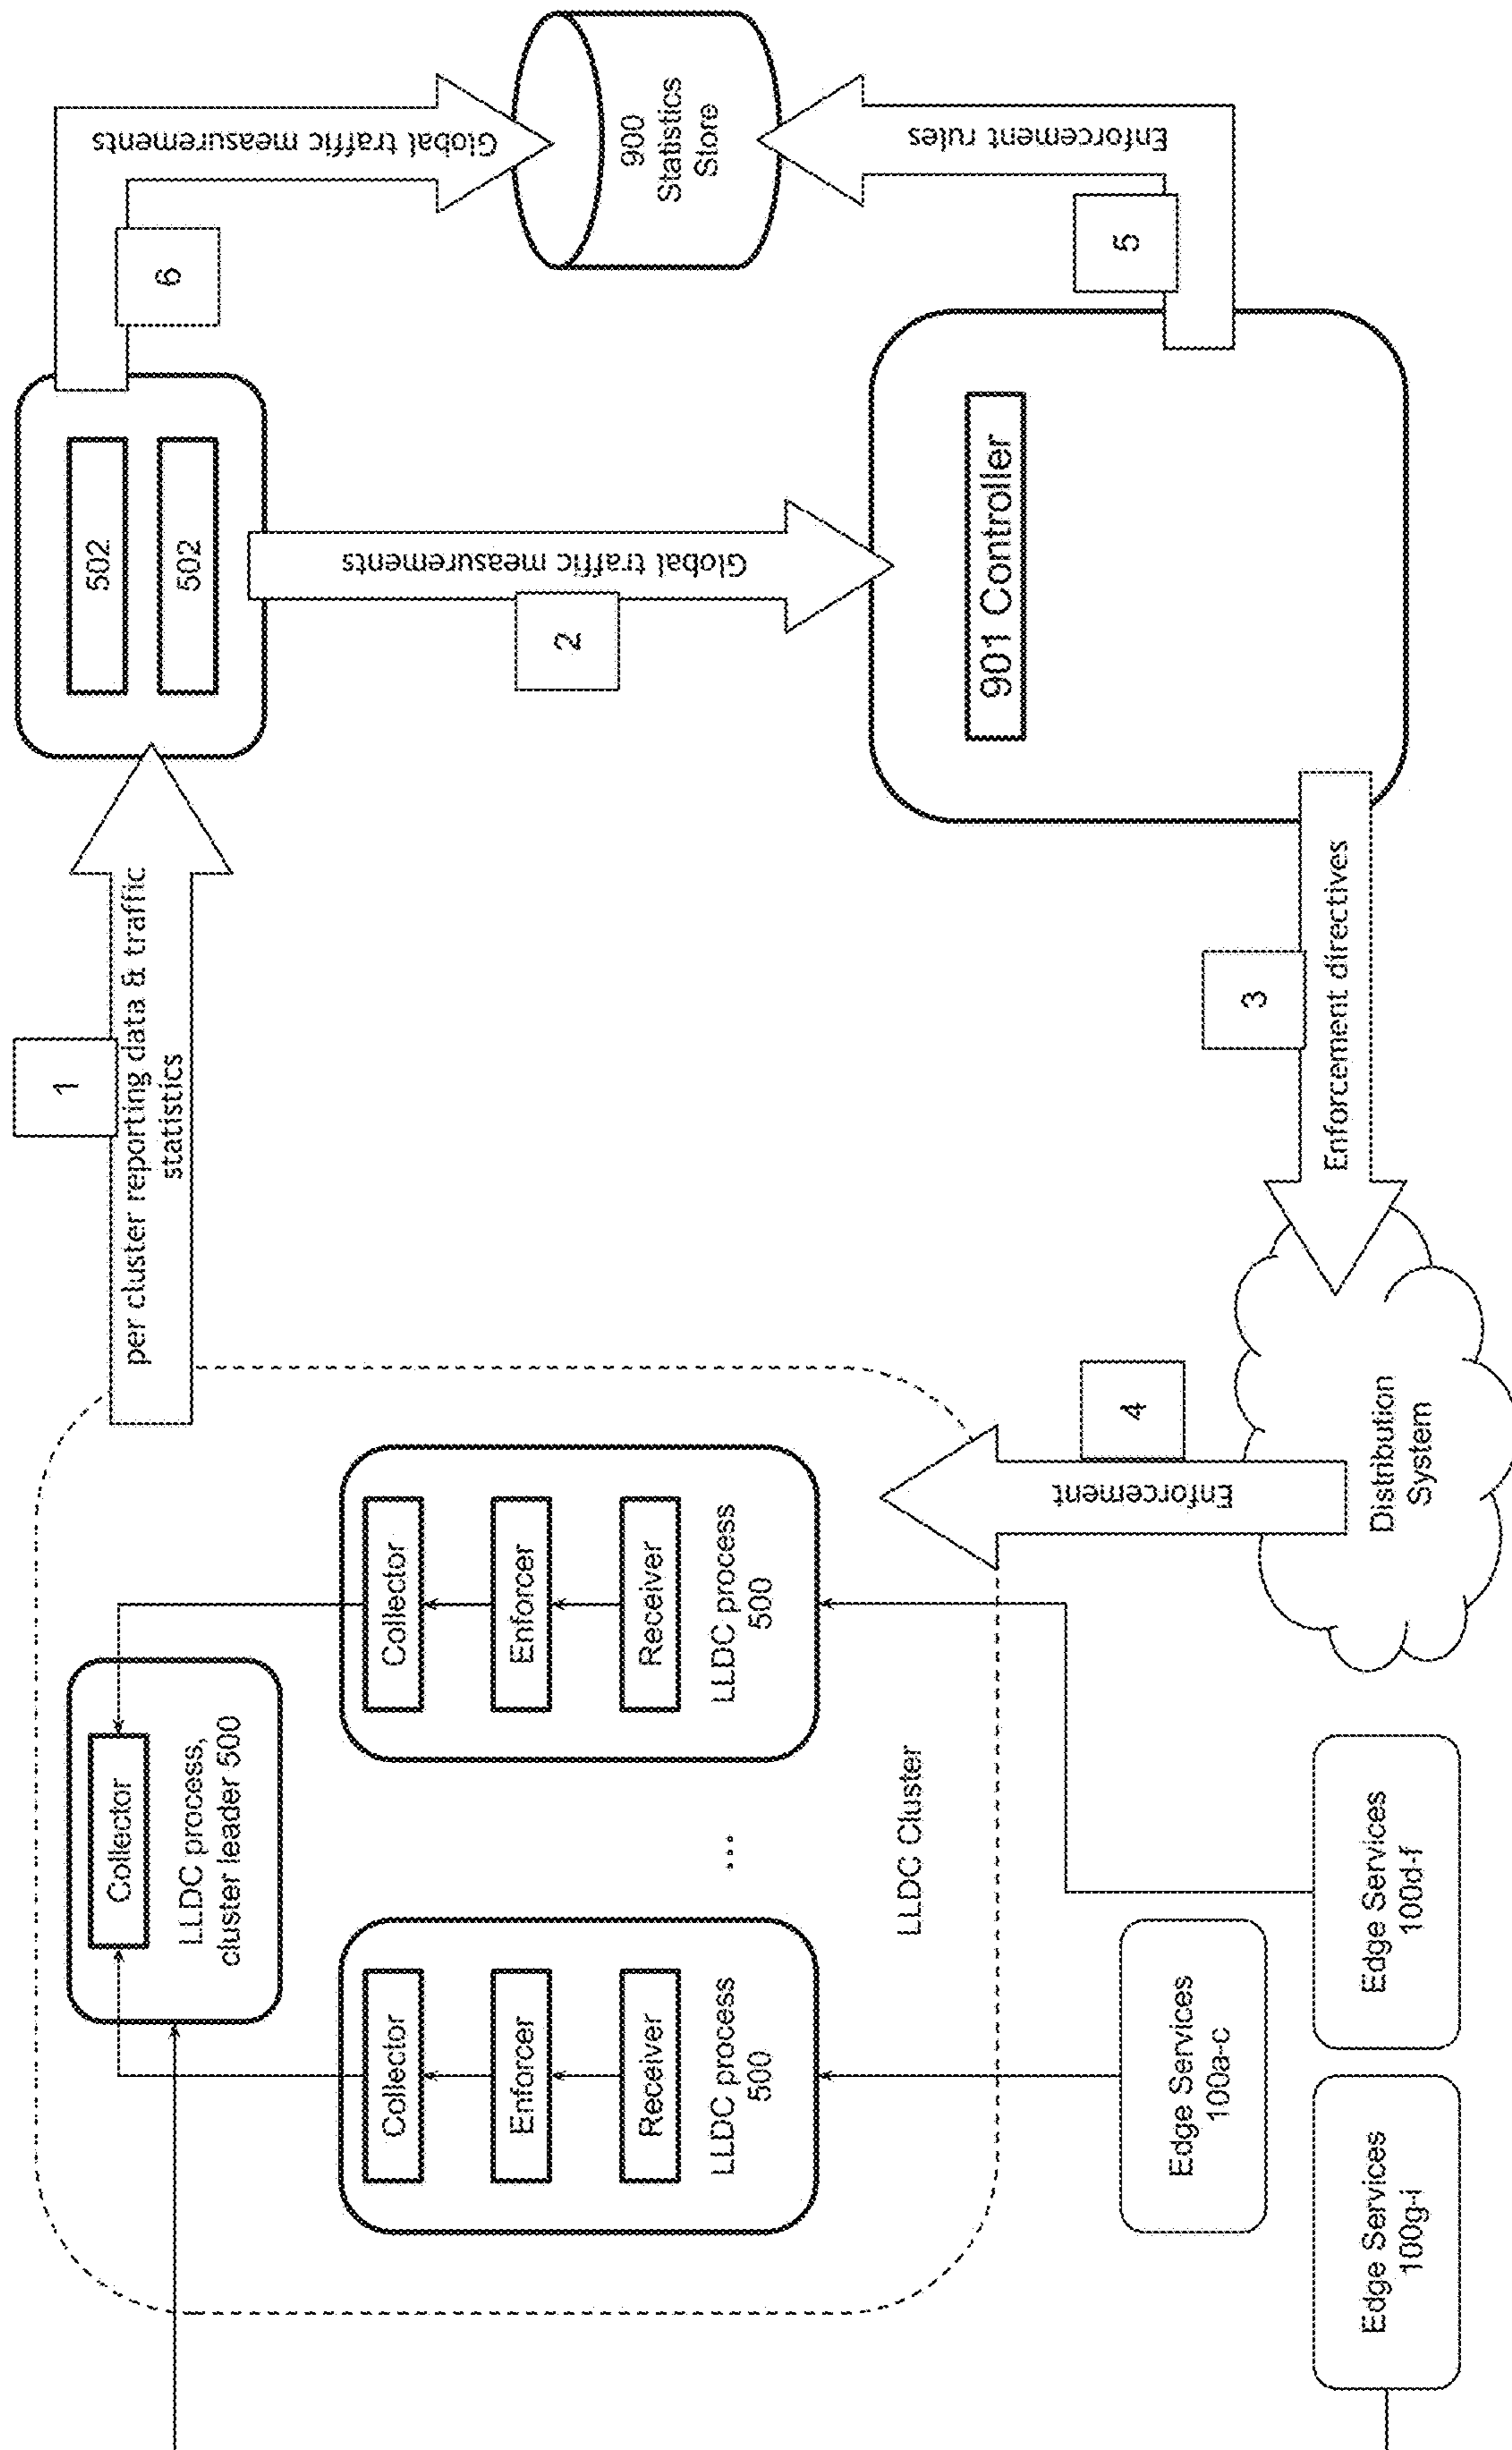 Collector
LLDC process,
cluster leader 500
1
per cluster reporting data & traffic
statistics
502
502
6
Global traffic measurements
Collector
Enforcer
Receiver
LLDC process
500
...
Collector
Enforcer
Receiver
LLDC process
500
LLDC Cluster
2
Global traffic measurements
900
Statistics
Store
901 Controller
5
Enforcement rules
3
Enforcement directives
4
Enforcement
Distribution
System
Edge Services
100a-c
Edge Services
100g-i
Edge Services
100d-f